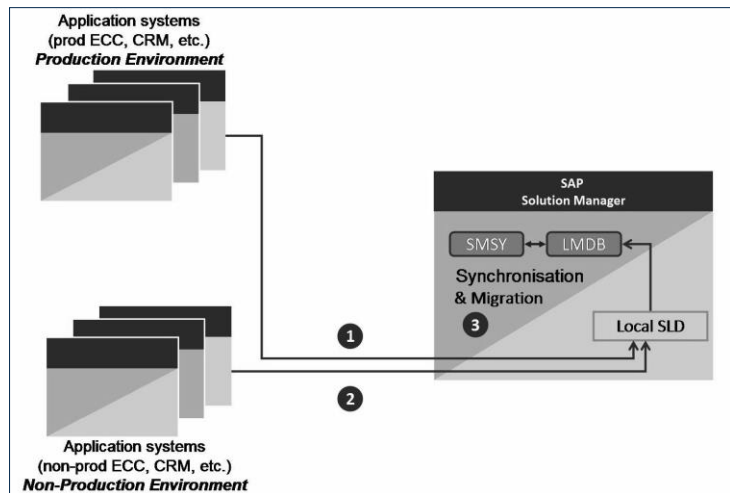 Application systems
(prod ECC, CRM, etc.)
Production Environment
SAP
Solution Manager
SMSY
LMDB
Synchronisation
& Migration
3
Local SLD
1
2
Application systems
(non-prod ECC, CRM, etc.)
Non-Production Environment